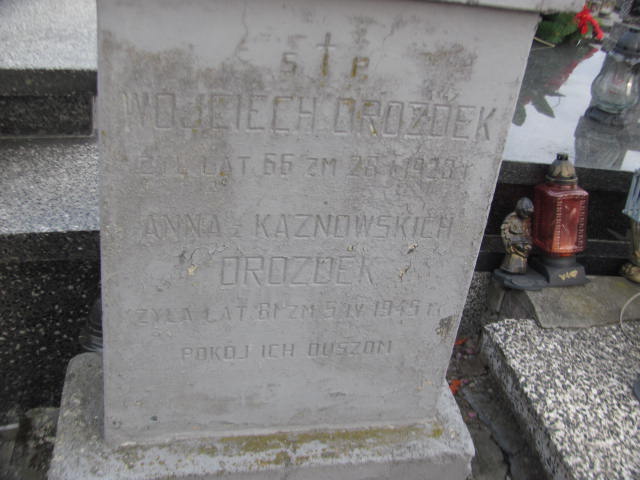 Ś † P
WOJCIECH DROZDEK
ŻYŁ LAT 66 ZM 28 I 1928 r
ANNA z KAZNOWSKICH
DROZDEK
ŻYŁA LAT 81 ZM 5 IV 1945 r.
POKÓJ ICH DUSZOM